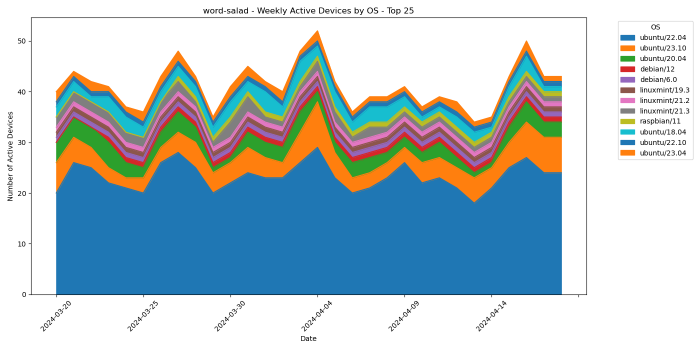 word-salad - Weekly Active Devices by OS - Top 25
Number of Active Devices
50
40
30
20
10
0
2024-03-20
2024-03-25
2024-03-30
2024-04-04
2024-04-09
2024-04-14
Date
OS
ubuntu/22.04
ubuntu/23.10
ubuntu/20.04
debian/12
debian/6.0
linuxmint/19.3
linuxmint/21.2
linuxmint/21.3
raspbian/11
ubuntu/18.04
ubuntu/22.10
ubuntu/23.04